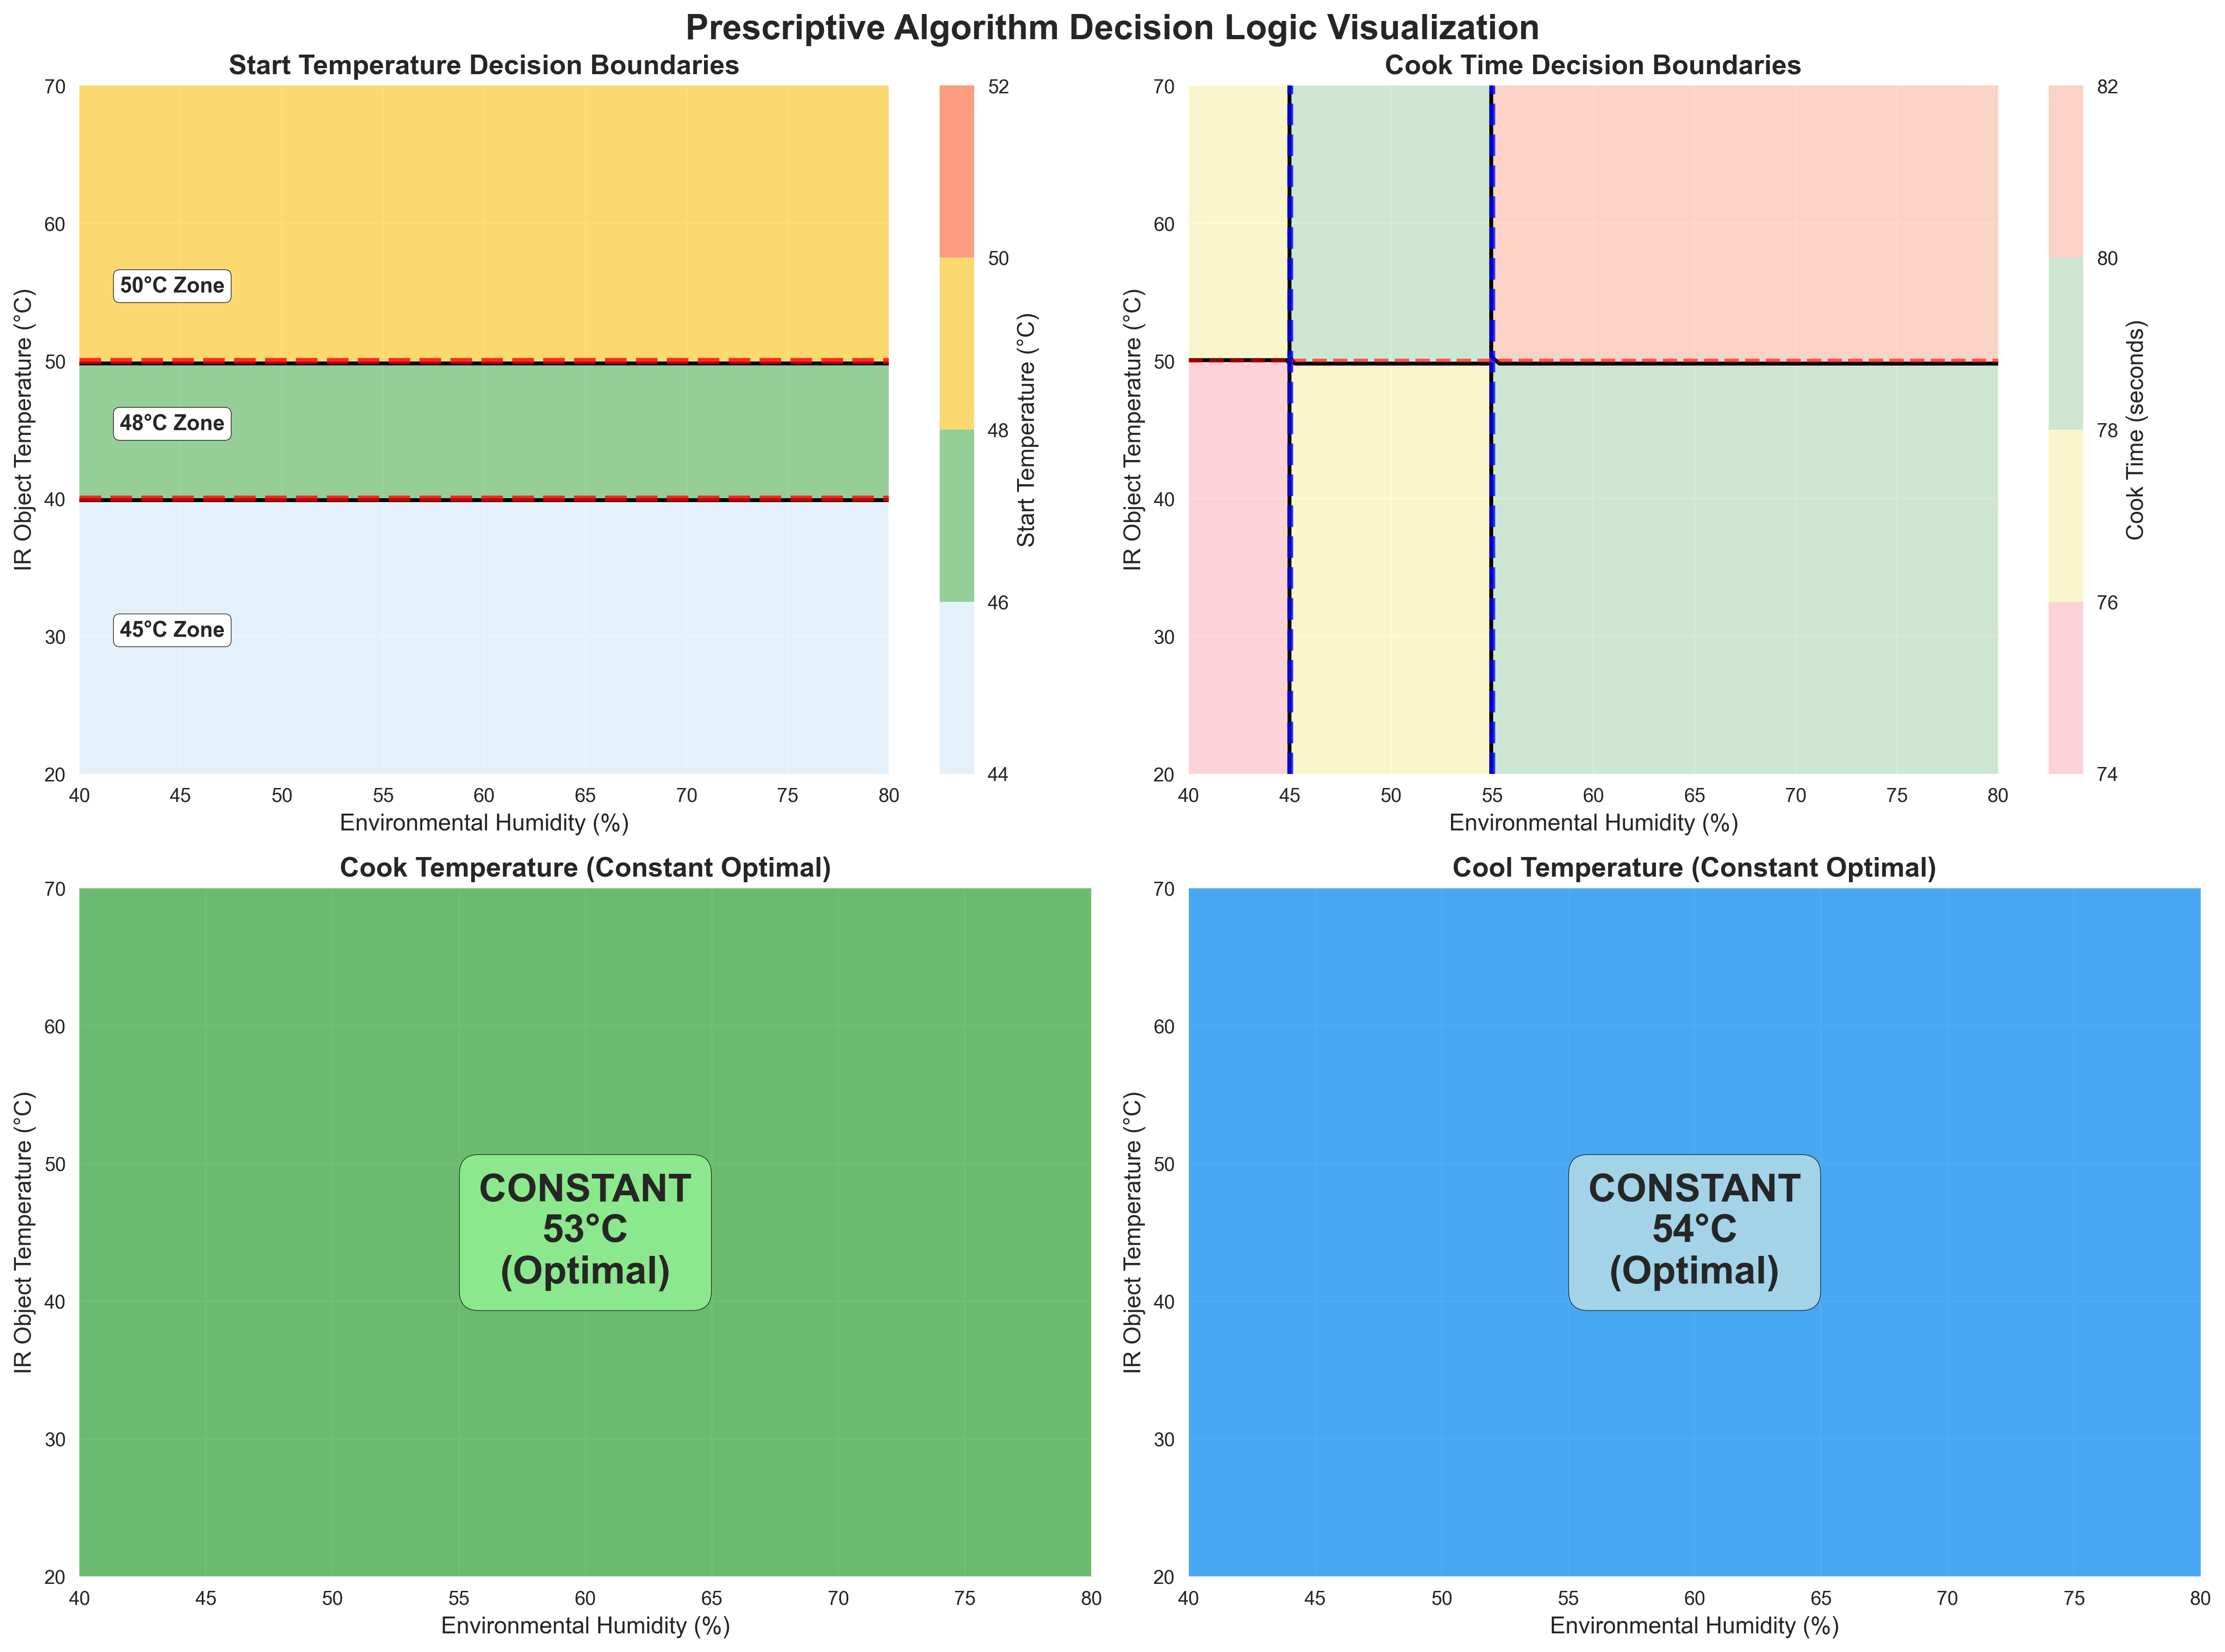 Prescriptive Algorithm Decision Logic Visualization
Start Temperature Decision Boundaries
70
60
50
40
30
20
IR Object Temperature (°C)
50°C Zone
48°C Zone
45°C Zone
40 45 50 55 60 65 70 75 80
Environmental Humidity (%)
52
50
48
46
44
Start Temperature (°C)
Cook Time Decision Boundaries
70
60
50
40
30
20
IR Object Temperature (°C)
40 45 50 55 60 65 70 75 80
Environmental Humidity (%)
82
80
78
76
74
Cook Time (seconds)
Cook Temperature (Constant Optimal)
70
60
50
40
30
20
IR Object Temperature (°C)
CONSTANT
53°C
(Optimal)
40 45 50 55 60 65 70 75 80
Environmental Humidity (%)
Cool Temperature (Constant Optimal)
70
60
50
40
30
20
IR Object Temperature (°C)
CONSTANT
54°C
(Optimal)
40 45 50 55 60 65 70 75 80
Environmental Humidity (%)